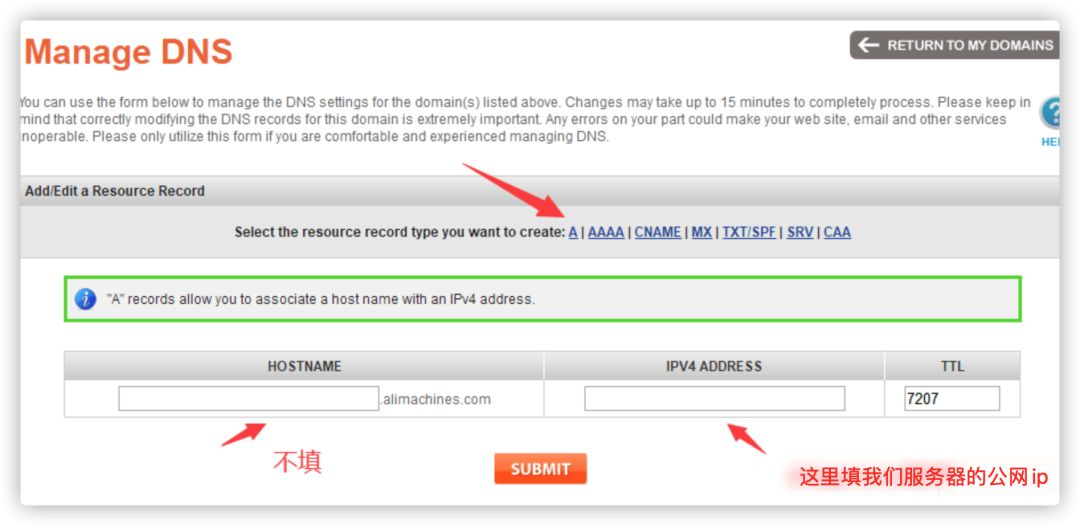 Manage DNS
RETURN TO MY DOMAINS
You can use the form below to manage the DNS settings for the domain(s) listed above. Changes may take up to 15 minutes to completely process. Please keep in
mind that correctly modifying the DNS records for this domain is extremely important. Any errors on your part could make your web site, email and other services
inoperable. Please only utilize this form if you are comfortable and experienced managing DNS.
?
HEL
Add/Edit a Resource Record
Select the resource record type you want to create: A | AAAA | CNAME | MX | TXT/SPF | SRV | CAA
i "A" records allow you to associate a host name with an IPv4 address.
HOSTNAME IPV4 ADDRESS TTL
.alimachines.com 7207
不填
SUBMIT
这里填我们服务器的公网ip